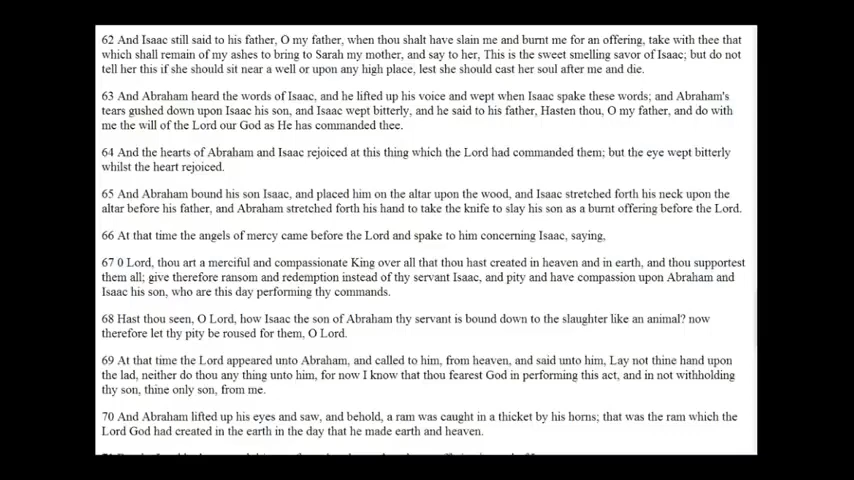 62 And Isaac still said to his father, O my father, when thou shalt have slain me and burnt me for an offering, take with thee that
which shall remain of my ashes to bring to Sarah my mother, and say to her, This is the sweet smelling savor of Isaac; but do not
tell her this if she should sit near a well or upon any high place, lest she should cast her soul after me and die.
63 And Abraham heard the words of Isaac, and he lifted up his voice and wept when Isaac spake these words; and Abraham's
tears gushed down upon Isaac his son, and Isaac wept bitterly, and he said to his father, Hasten thou, O my father, and do with
me the will of the Lord our God as He has commanded thee.
64 And the hearts of Abraham and Isaac rejoiced at this thing which the Lord had commanded them; but the eye wept bitterly
whilst the heart rejoiced.
65 And Abraham bound his son Isaac, and placed him on the altar upon the wood, and Isaac stretched forth his neck upon the
altar before his father, and Abraham stretched forth his hand to take the knife to slay his son as a burnt offering before the Lord.
66 At that time the angels of mercy came before the Lord and spake to him concerning Isaac, saying,
67 0 Lord, thou art a merciful and compassionate King over all that thou hast created in heaven and in earth, and thou supportest
them all; give therefore ransom and redemption instead of thy servant Isaac, and pity and have compassion upon Abraham and
Isaac his son, who are this day performing thy commands.
68 Hast thou seen, O Lord, how Isaac the son of Abraham thy servant is bound down to the slaughter like an animal? now
therefore let thy pity be roused for them, O Lord.
69 At that time the Lord appeared unto Abraham, and called to him, from heaven, and said unto him, Lay not thine hand upon
the lad, neither do thou any thing unto him, for now I know that thou fearest God in performing this act, and in not withholding
thy son, thine only son, from me.
70 And Abraham lifted up his eyes and saw, and behold, a ram was caught in a thicket by his horns; that was the ram which the
Lord God had created in the earth in the day that he made earth and heaven.